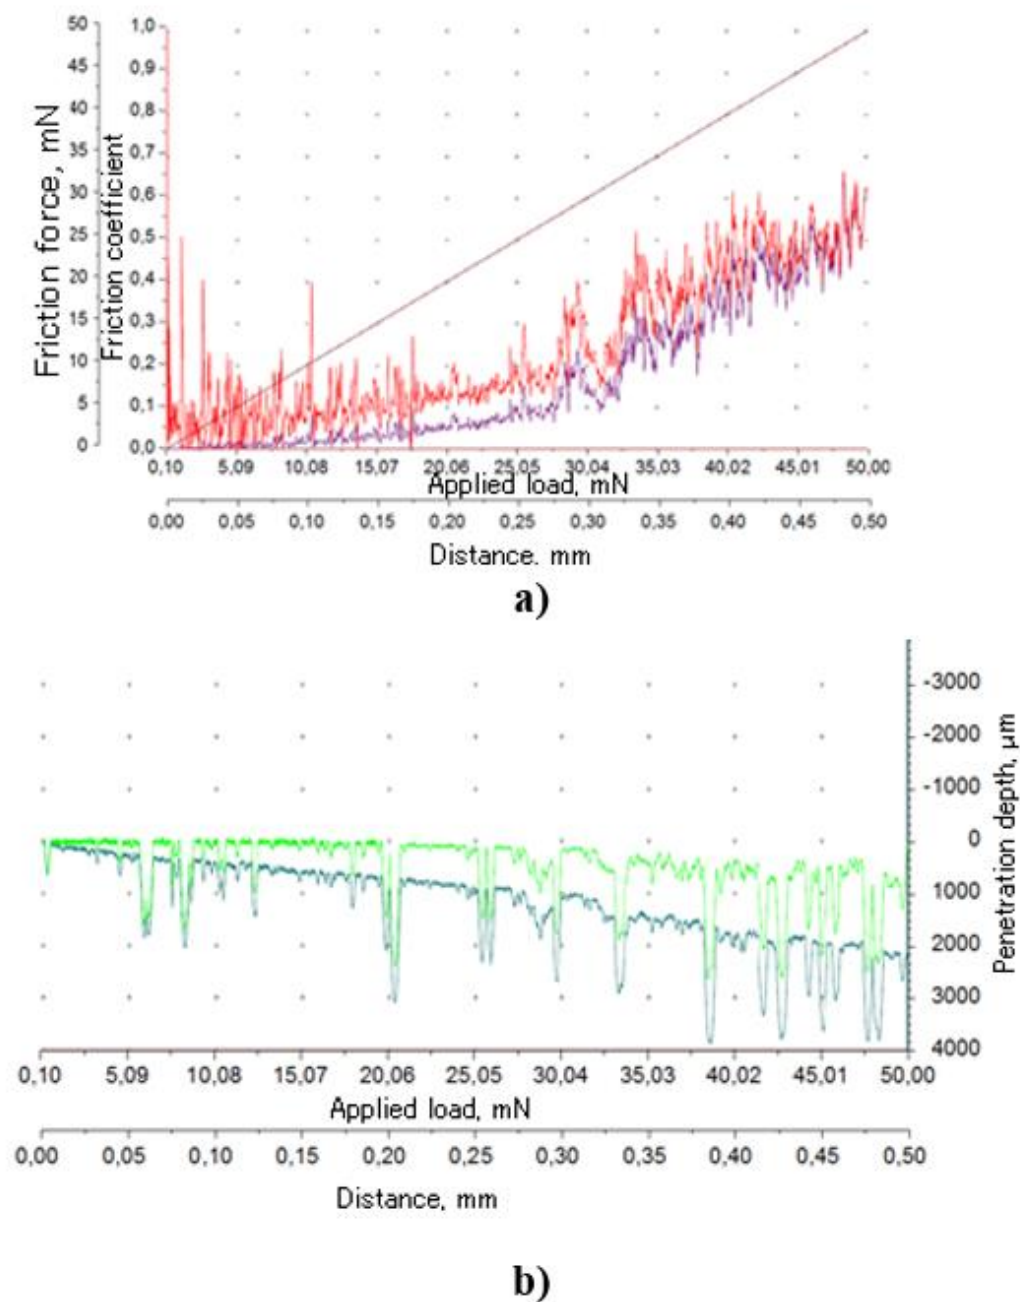 Friction force, mN
50
45
40
35
30
25
20
15
10
5
0
Friction coefficient
1,0
0,9
0,8
0,7
0,6
0,5
0,4
0,3
0,2
0,1
0,0
0,10 5,09 10,08 15,07 20,06 25,05 30,04 35,03 40,02 45,01 50,00
Applied load, mN
0,00 0,05 0,10 0,15 0,20 0,25 0,30 0,35 0,40 0,45 0,50
Distance. mm
a)
-3000
-2000
-1000
0
1000
2000
3000
4000
Penetration depth, µm
0,10 5,09 10,08 15,07 20,06 25,05 30,04 35,03 40,02 45,01 50,00
Applied load, mN
0,00 0,05 0,10 0,15 0,20 0,25 0,30 0,35 0,40 0,45 0,50
Distance, mm
b)